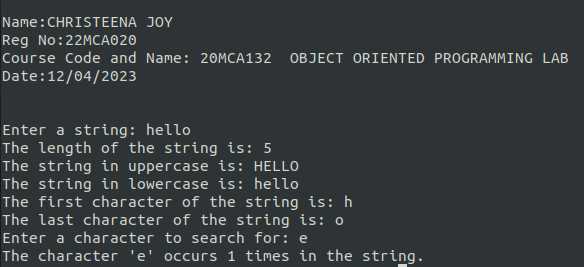 Name:CHRISTEENA JOY
Reg No:22MCA020
Course Code and Name: 20MCA132  OBJECT ORIENTED PROGRAMMING LAB
Date:12/04/2023
Enter a string: hello
The length of the string is: 5
The string in uppercase is: HELLO
The string in lowercase is: hello
The first character of the string is: h
The last character of the string is: o
Enter a character to search for: e
The character 'e' occurs 1 times in the string.